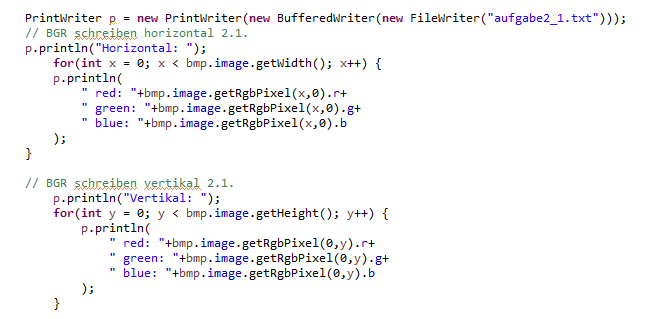 PrintWriter p = new PrintWriter(new BufferedWriter(new FileWriter("aufgabe2_1.txt")));
// BGR schreiben horizontal 2.1.
p.println("Horizontal: ");
for(int x = 0; x < bmp.image.getWidth(); x++) {
p.println(
" red: "+bmp.image.getRgbPixel(x,0).r+
" green: "+bmp.image.getRgbPixel(x,0).g+
" blue: "+bmp.image.getRgbPixel(x,0).b
);
}
// BGR schreiben vertikal 2.1.
p.println("Vertikal: ");
for(int y = 0; y < bmp.image.getHeight(); y++) {
p.println(
" red: "+bmp.image.getRgbPixel(0,y).r+
" green: "+bmp.image.getRgbPixel(0,y).g+
" blue: "+bmp.image.getRgbPixel(0,y).b
);
}